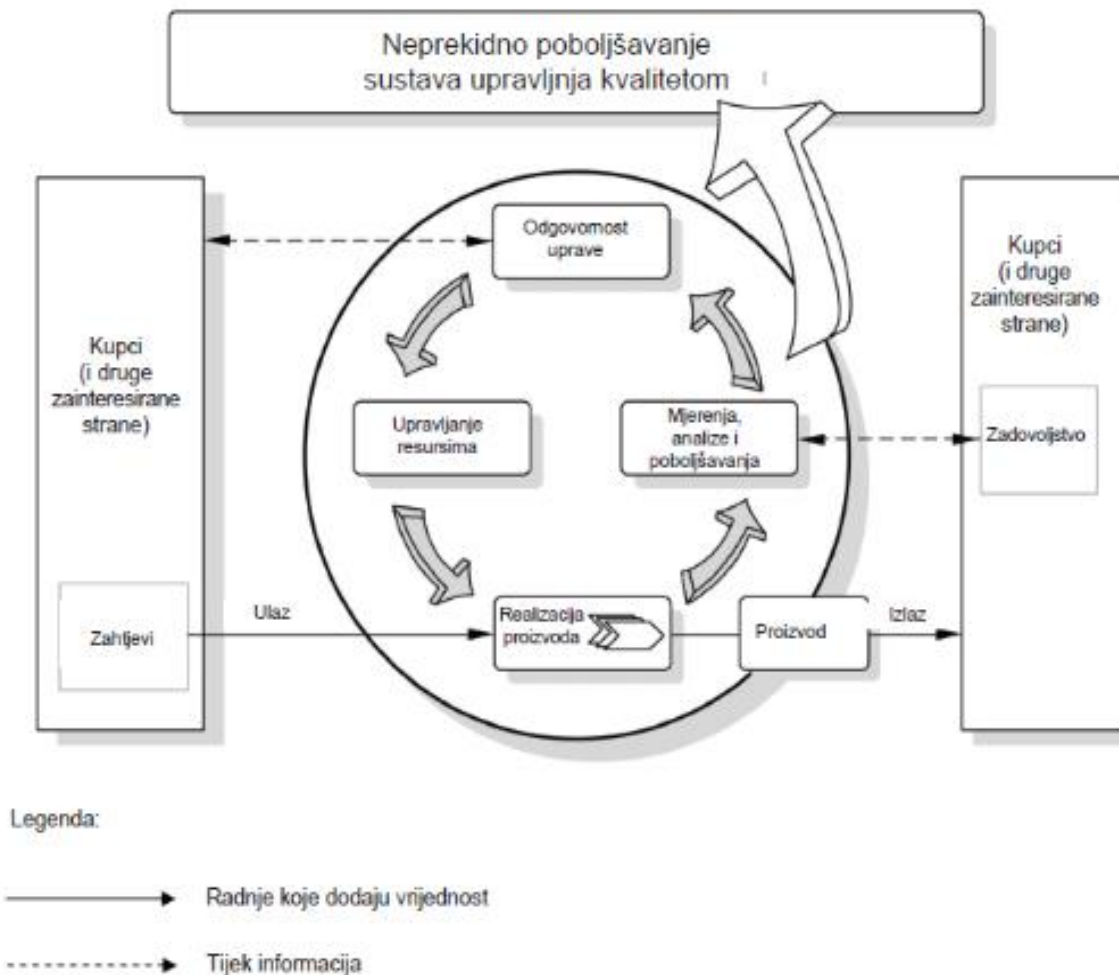 Neprekidno poboljšavanje
sustava upravljnja kvalitetom
Odgovornost
uprave
Kupci
(i druge
zainteresirane
strane)
Kupci
(i druge
zainteresirane
strane)
Upravljanje
resursima
Mjerenja,
analize i
poboljšavanja
Zadovoljstvo
Zahtjevi
Ulaz
Realizacija
proizvoda
Proizvod
Izlaz
Legenda:
Radnje koje dodaju vrijednost
Tijek informacija